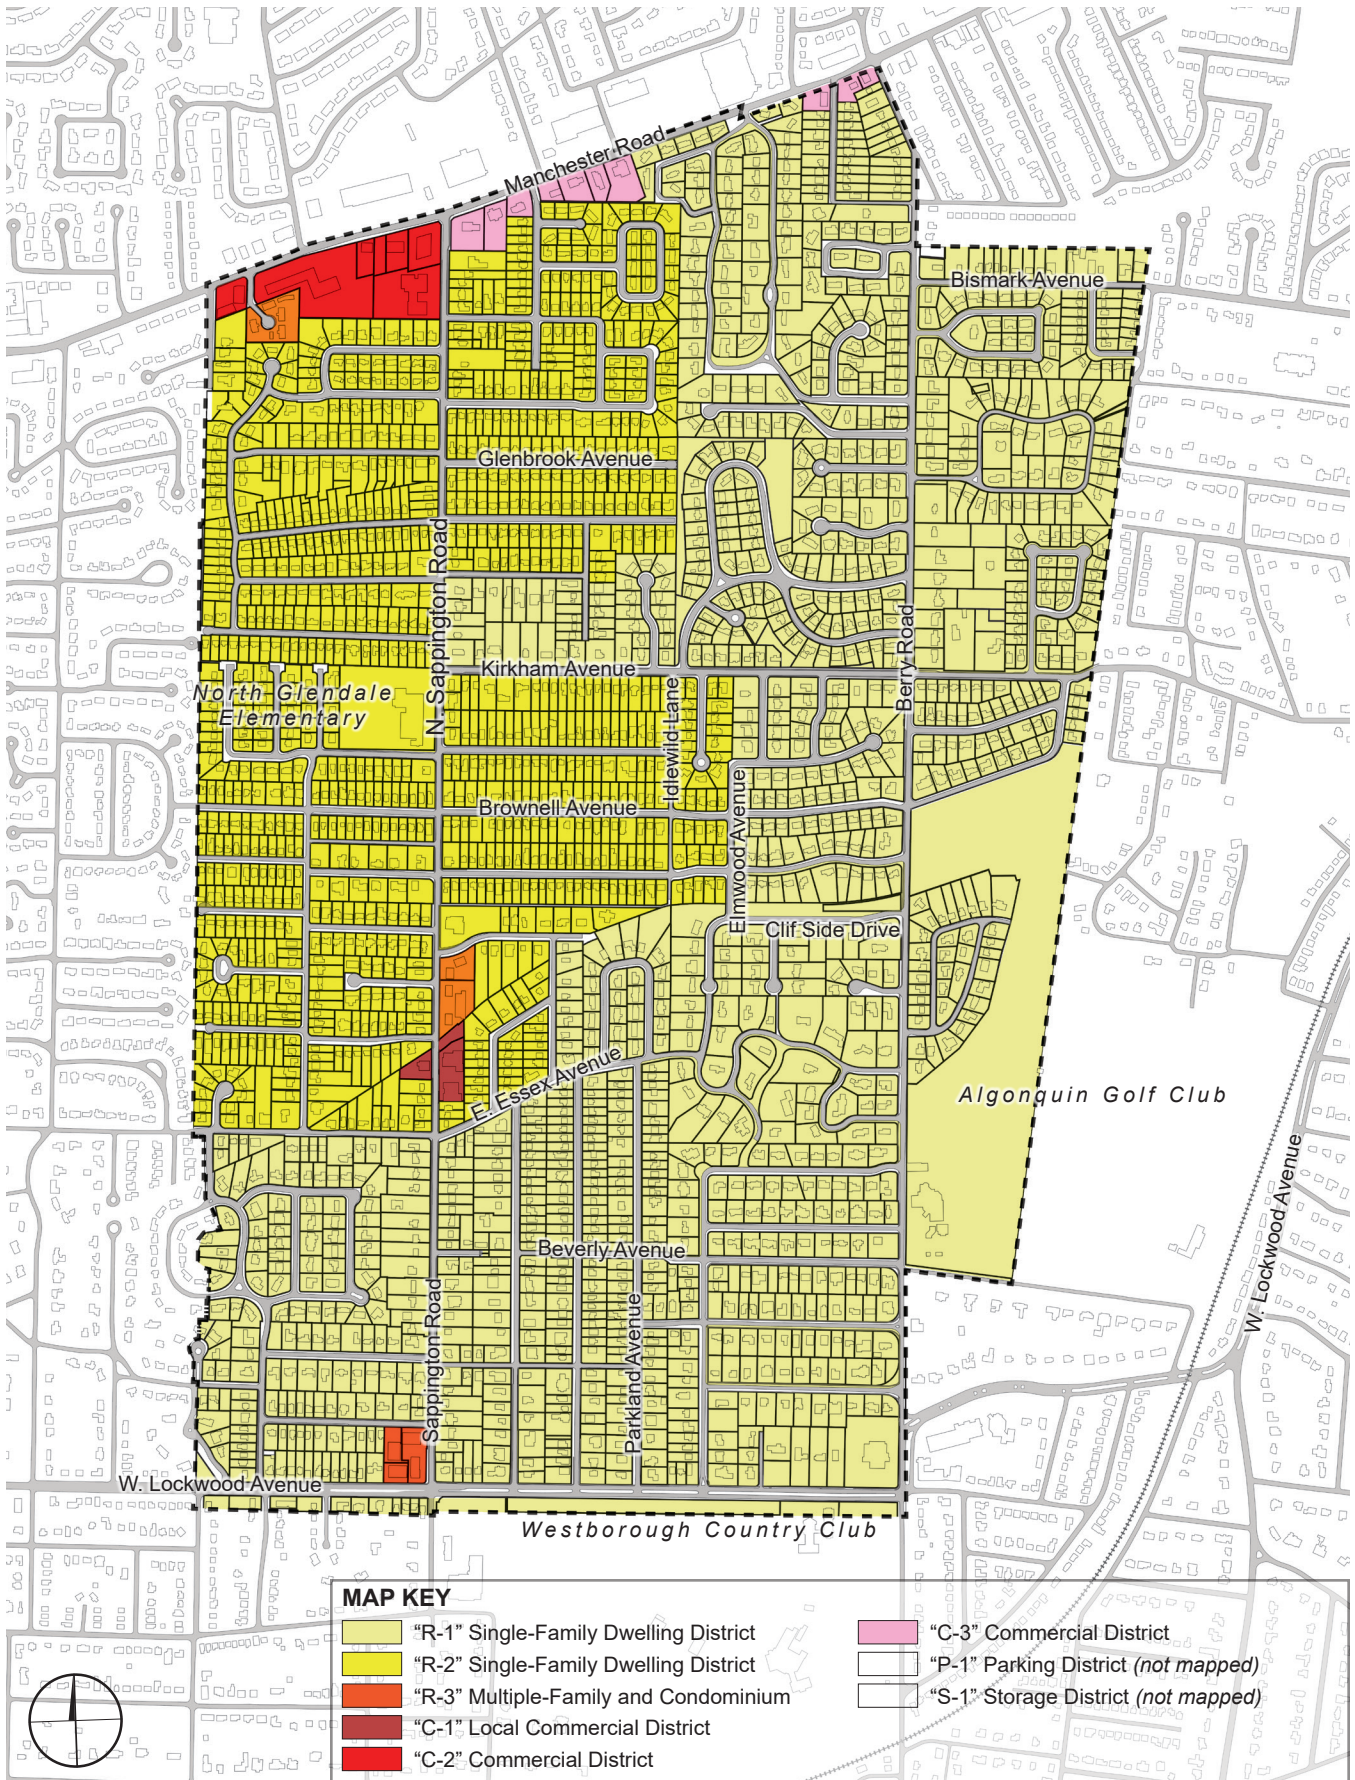 Manchester Road
Bismark Avenue
Glenbrook Avenue
N. Sappington Road
Berry Road
Kirkham Avenue
North Glendale
Elementary
Idlewild Lane
Elmwood Avenue
Brownell Avenue
Clif Side Drive
E. Essex Avenue
Algonquin Golf Club
W. Lockwood Avenue
Beverly Avenue
Sappington Road
Parkland Avenue
W. Lockwood Avenue
Westborough Country Club
MAP KEY
“R-1” Single-Family Dwelling District
“R-2” Single-Family Dwelling District
“R-3” Multiple-Family and Condominium
“C-1” Local Commercial District
“C-2” Commercial District
“C-3” Commercial District
“P-1” Parking District (not mapped)
“S-1” Storage District (not mapped)